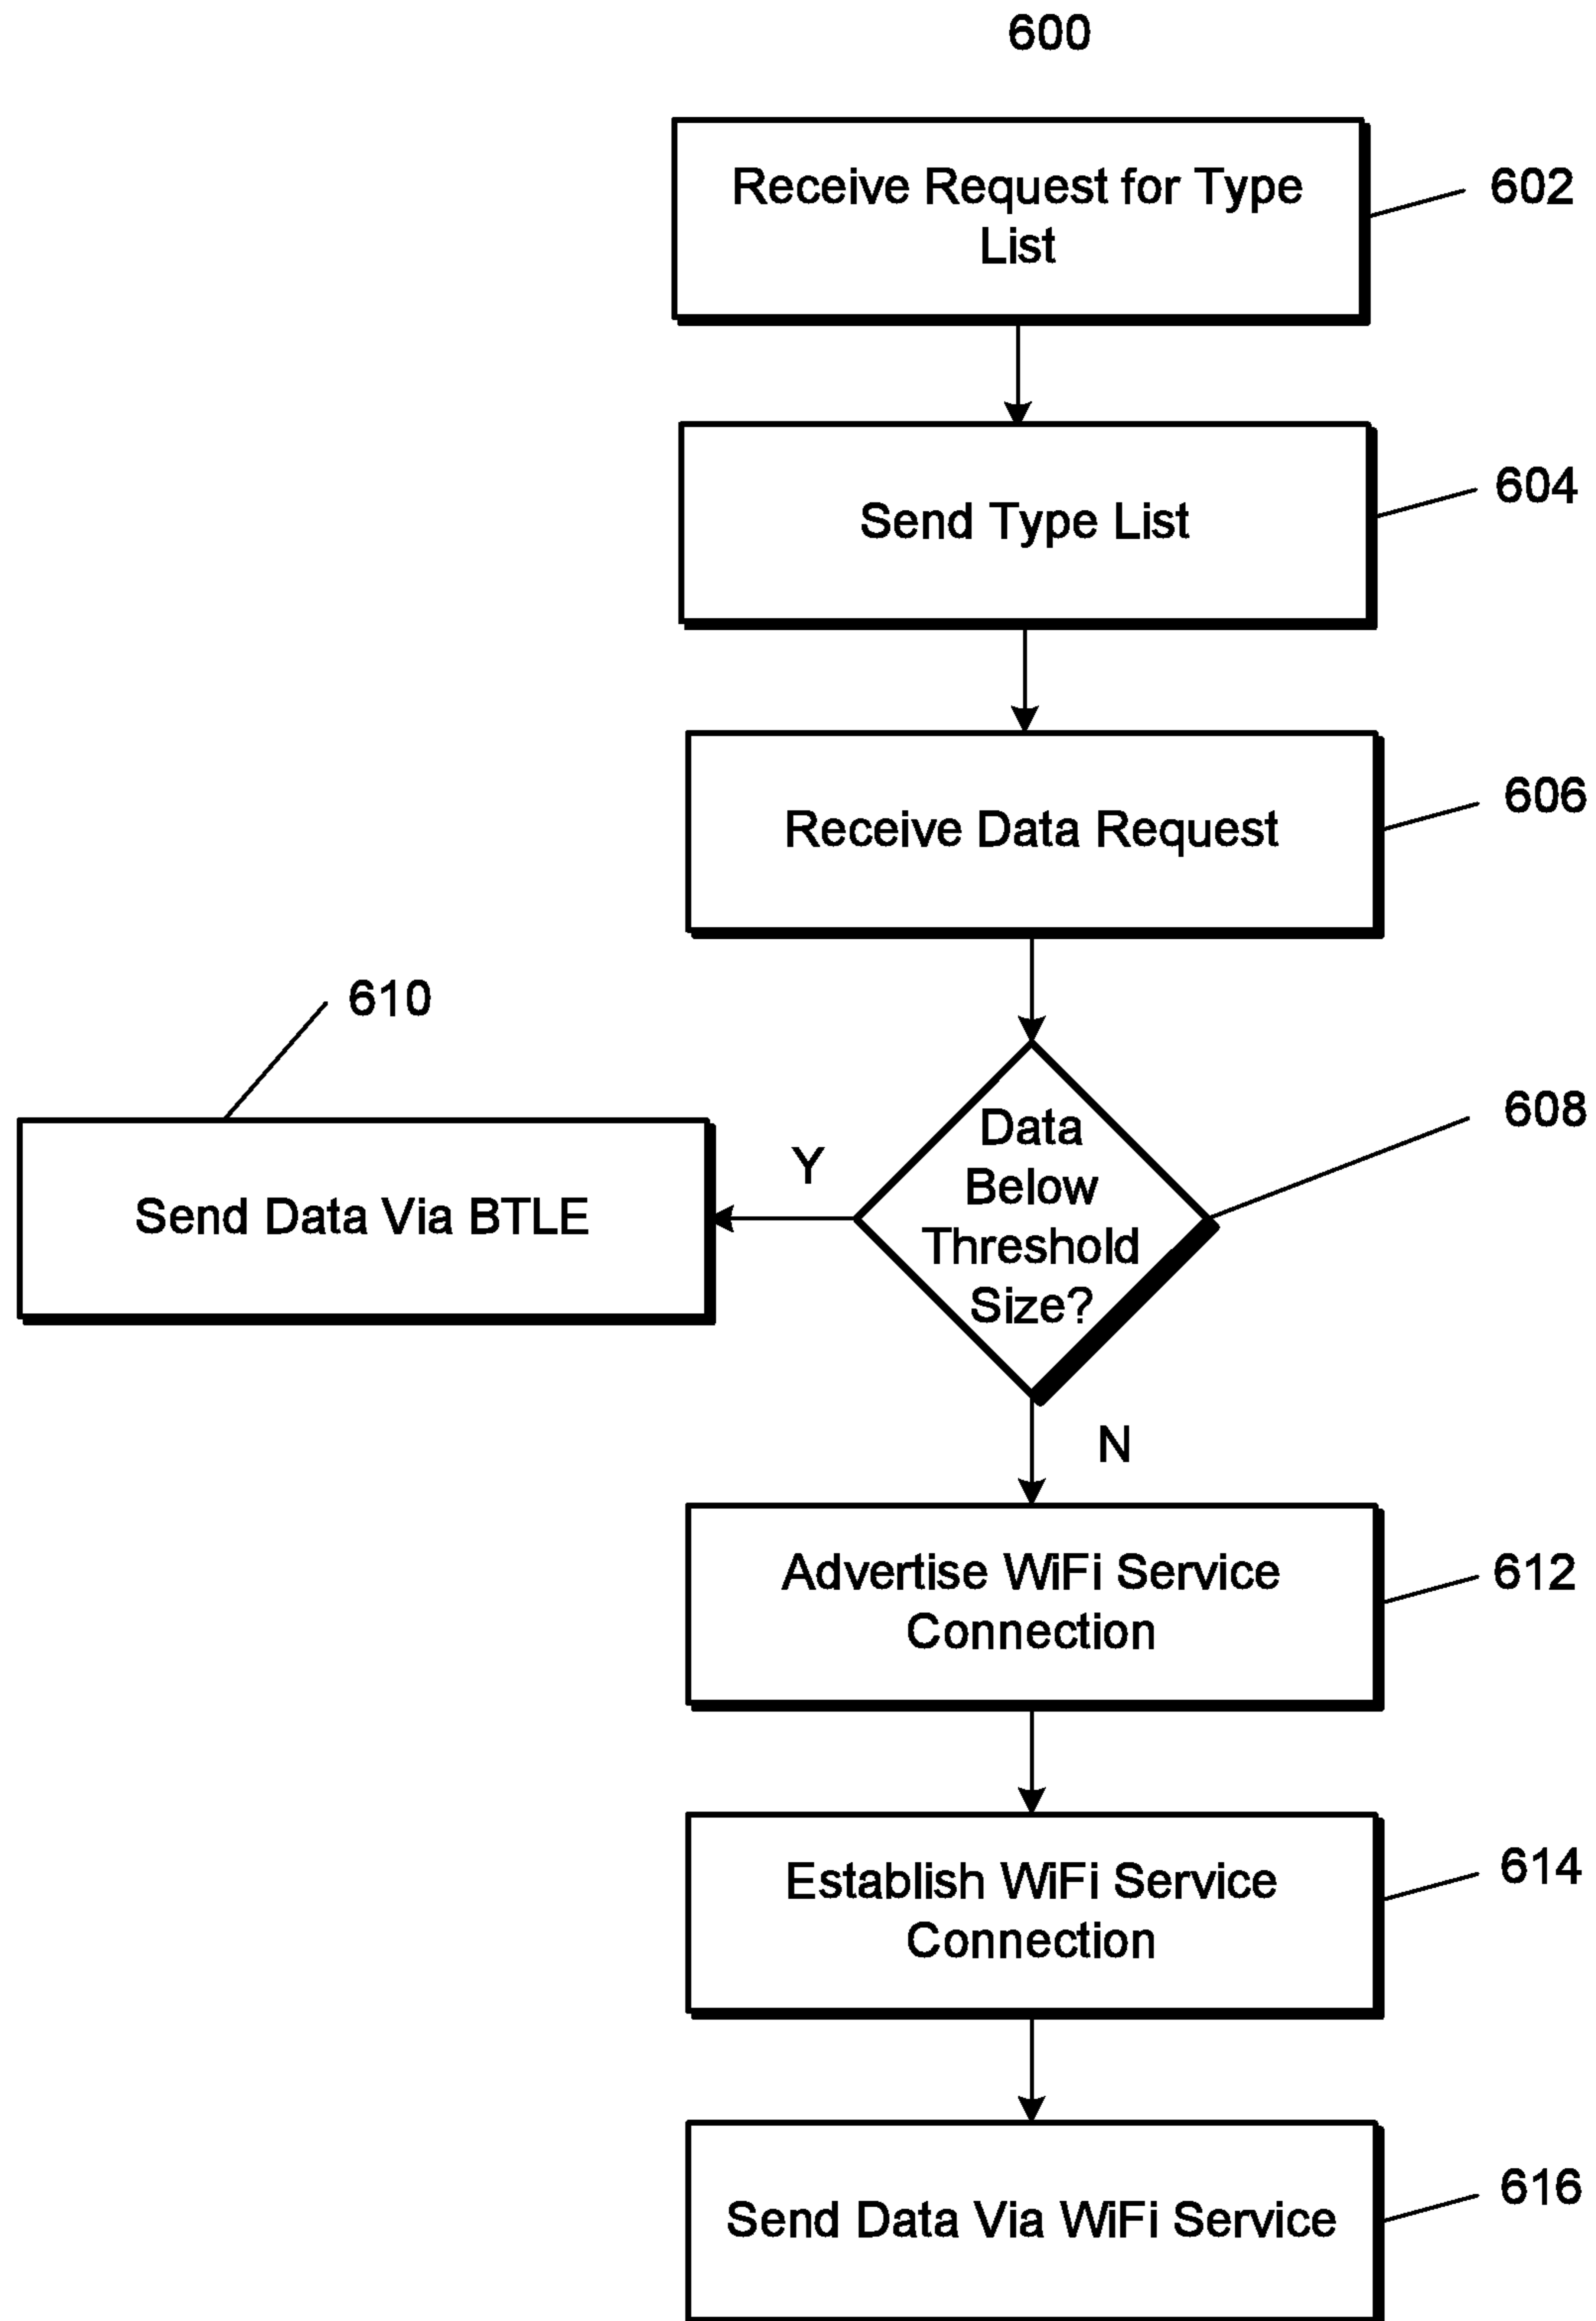 600
Receive Request for Type
List
602
Send Type List
604
Receive Data Request
606
610
Data
Below
Threshold
Size?
608
Y
Send Data Via BTLE
N
Advertise WiFi Service
Connection
612
Establish WiFi Service
Connection
614
Send Data Via WiFi Service
616